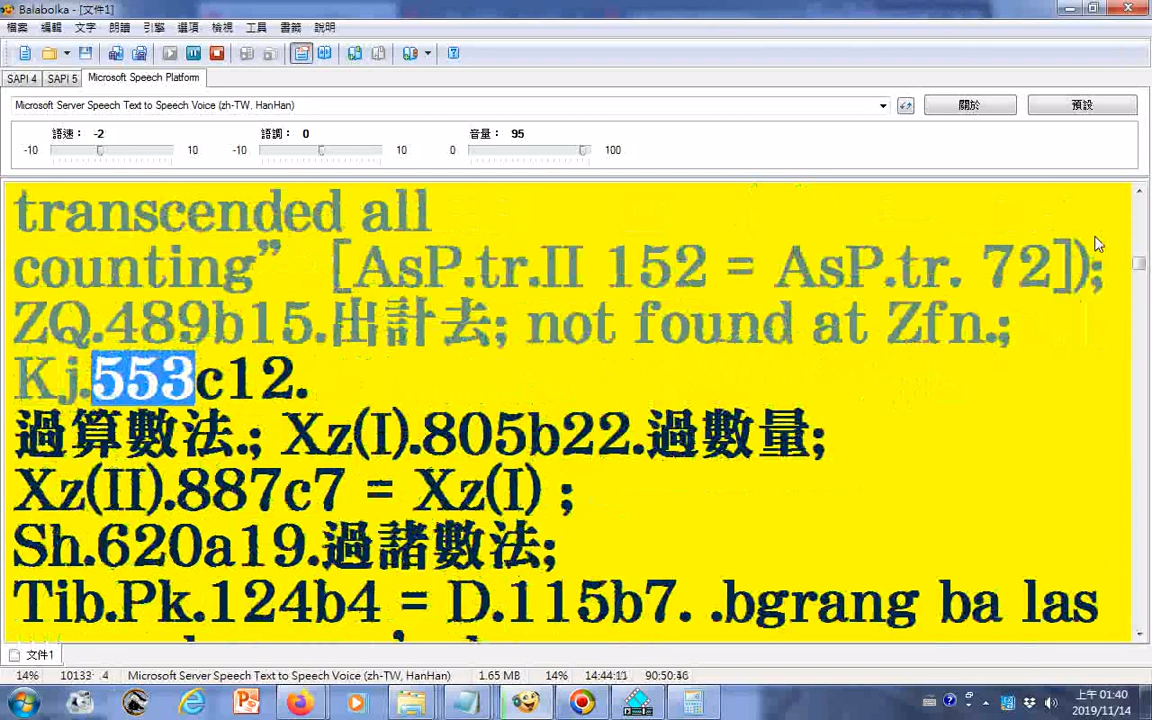 Balabolka - [文件1]
檔案 編輯 文字 朗讀 引擎 選項 檢視 工具 書籤 說明
SAPI 4 SAPI 5 Microsoft Speech Platform
Microsoft Server Speech Text to Speech Voice (zh-TW, HanHan) 關於 預設
語速： -2 語調： 0 音量： 95
-10 10 -10 10 0 100
transcended all
counting” [AsP.tr.II 152 = AsP.tr. 72]);
ZQ.489b15.出計去; not found at Zfn.;
Kj.553c12.
過算數法.; Xz(I).805b22.過數量;
Xz(II).887c7 = Xz(I) ;
Sh.620a19.過諸數法;
Tib.Pk.124b4 = D.115b7. .bgrang ba las
文件1
14% 10133: 4 Microsoft Server Speech Text to Speech Voice (zh-TW, HanHan) 1.65 MB 14% 14:44:11
上午 01:40
2019/11/14